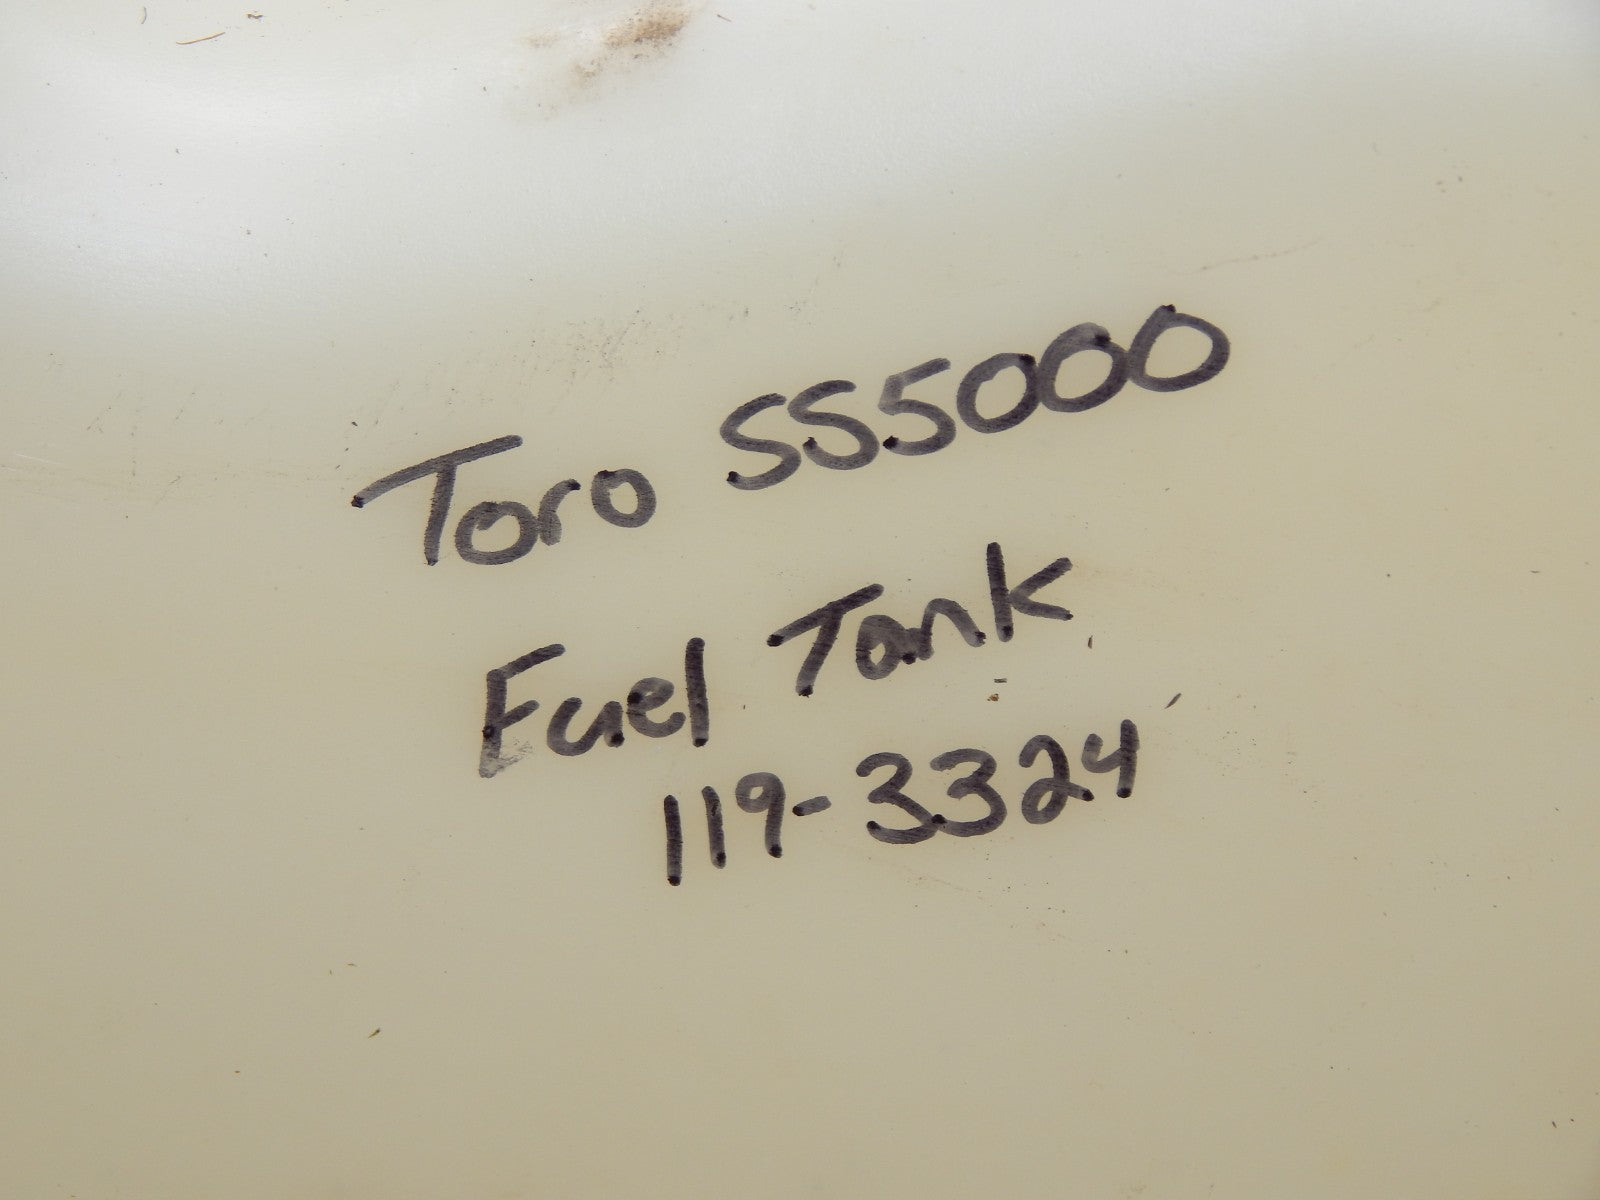 Toro SS5000
Fuel Tank
119-3324